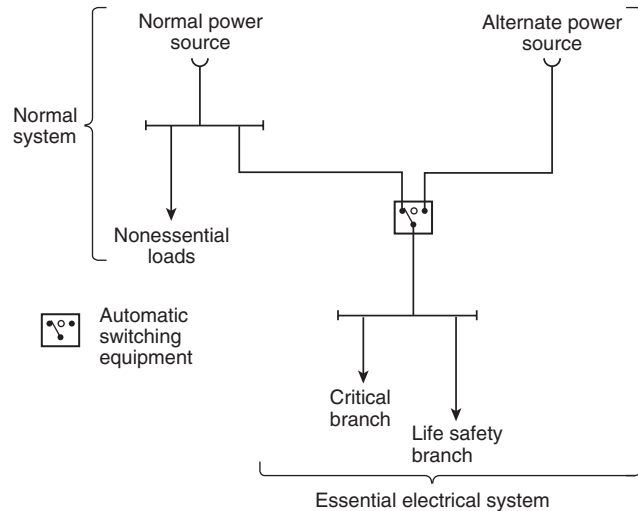 Normal power
source
Alternate power
source
Normal
system
Nonessential
loads
Automatic
switching
equipment
Critical
branch
Life safety
branch
Essential electrical system